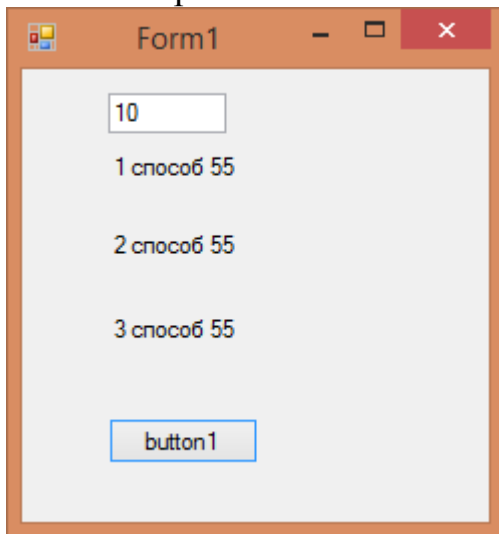 Form1
10
1 способ 55
2 способ 55
3 способ 55
button1